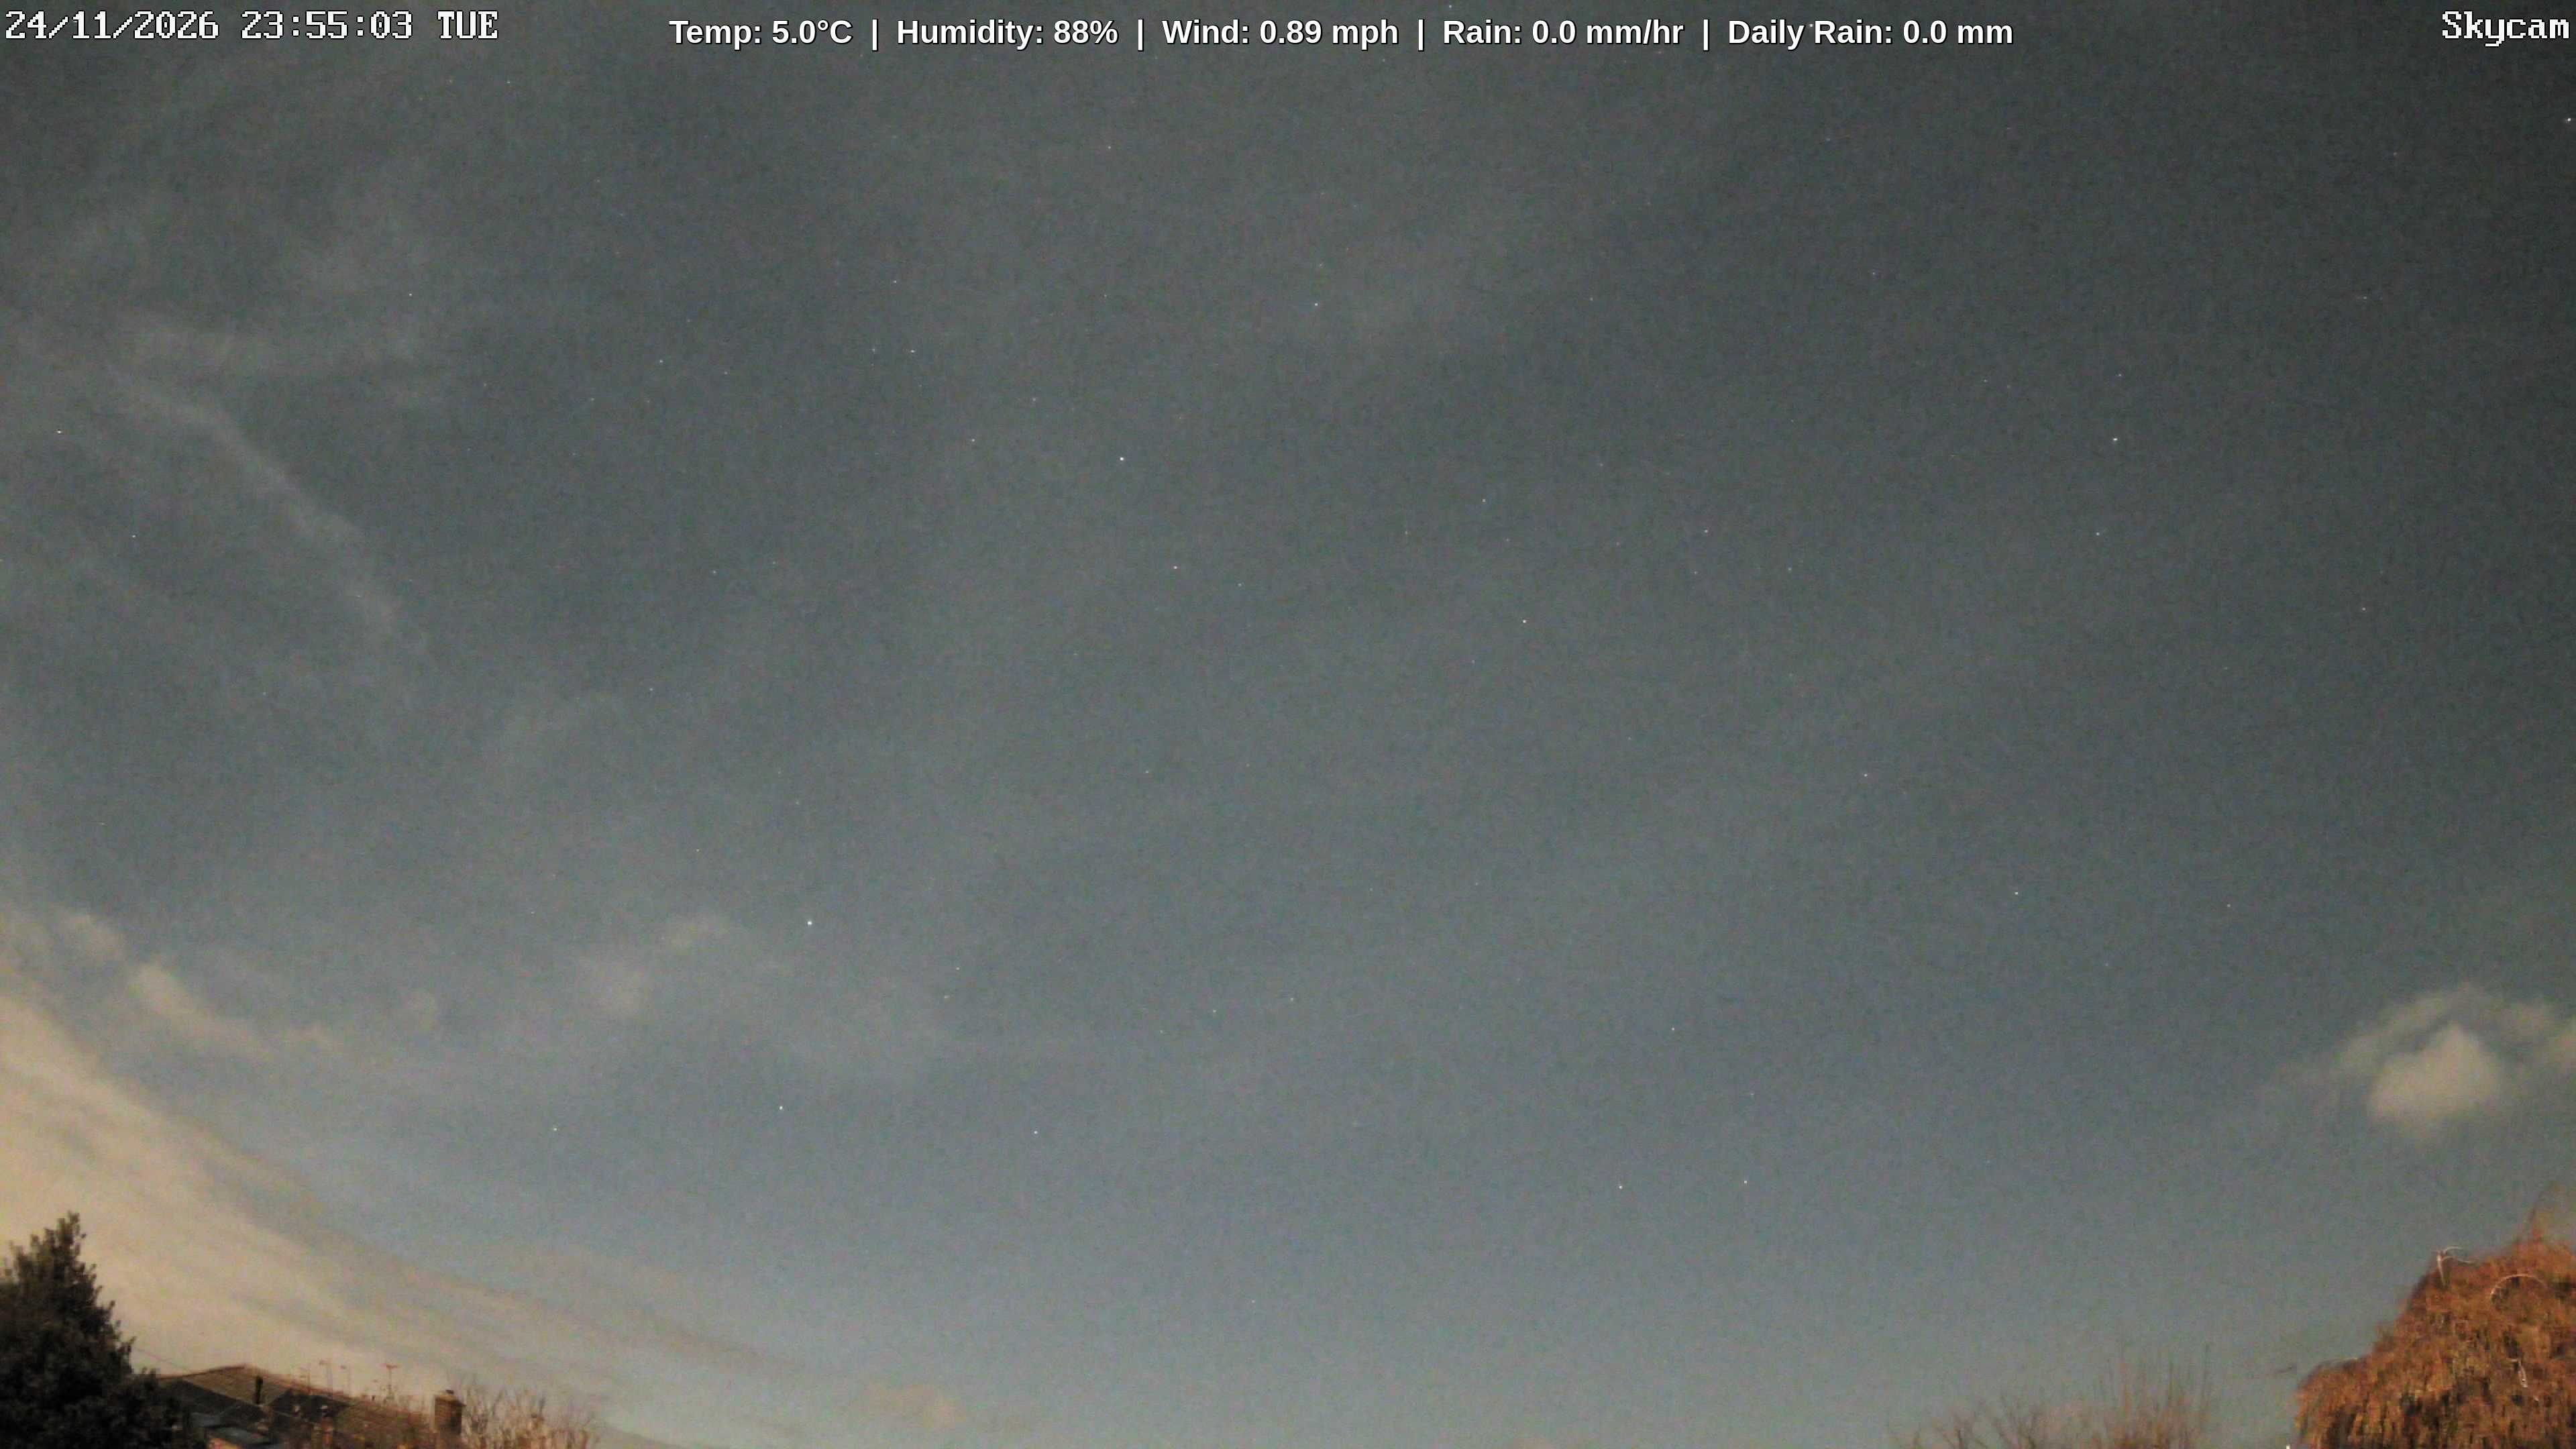 24/11/2026 23:55:03 TUE
Temp: 5.0°C | Humidity: 88% | Wind: 0.89 mph | Rain: 0.0 mm/hr | Daily Rain: 0.0 mm
Skycam